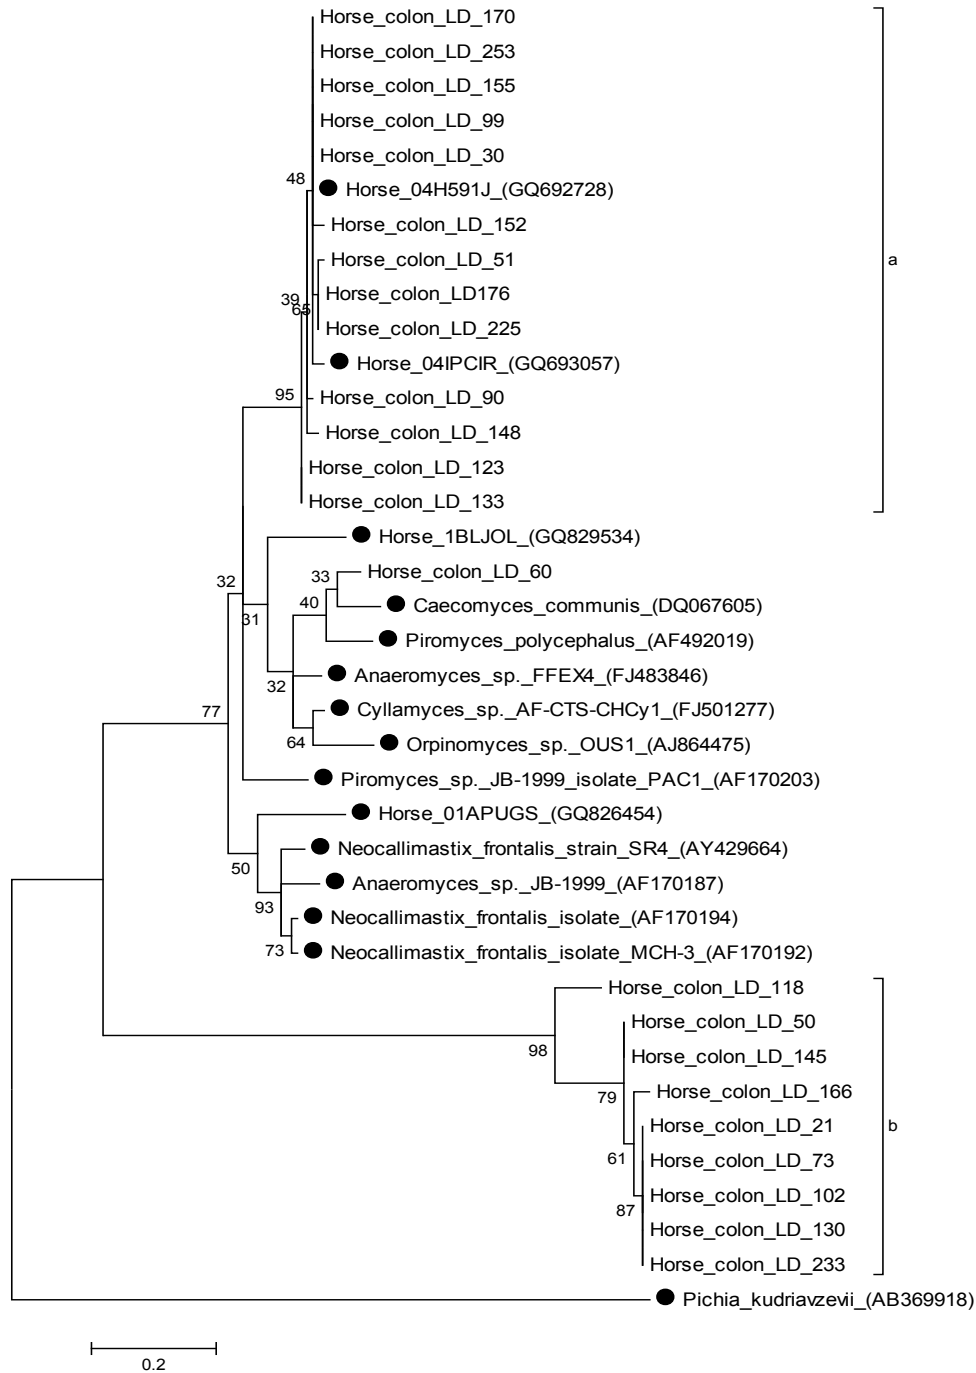 Horse_colon_LD_170
Horse_colon_LD_253
Horse_colon_LD_155
Horse_colon_LD_99
Horse_colon_LD_30
48
Horse_04H591J_(GQ692728)
Horse_colon_LD_152
Horse_colon_LD_51
a
Horse_colon_LD176
39
65
Horse_colon_LD_225
Horse_04IPCIR_(GQ693057)
95
Horse_colon_LD_90
Horse_colon_LD_148
Horse_colon_LD_123
Horse_colon_LD_133
Horse_1BLJOL_(GQ829534)
Horse_colon_LD_60
33
32
40
Caecomyces_communis_(DQ067605)
31
Piromyces_polycephalus_(AF492019)
Anaeromyces_sp._FFEX4_(FJ483846)
32
Cyllamyces_sp._AF-CTS-CHCy1_(FJ501277)
77
64
Orpinomyces_sp._OUS1_(AJ864475)
Piromyces_sp._JB-1999_isolate_PAC1_(AF170203)
Horse_01APUGS_(GQ826454)
Neocallimastix_frontalis_strain_SR4_(AY429664)
50
Anaeromyces_sp._JB-1999_(AF170187)
93
Neocallimastix_frontalis_isolate_(AF170194)
73
Neocallimastix_frontalis_isolate_MCH-3_(AF170192)
Horse_colon_LD_118
Horse_colon_LD_50
98
Horse_colon_LD_145
Horse_colon_LD_166
79
Horse_colon_LD_21
b
61
Horse_colon_LD_73
Horse_colon_LD_102
87
Horse_colon_LD_130
Horse_colon_LD_233
Pichia_kudriavzevii_(AB369918)
0.2